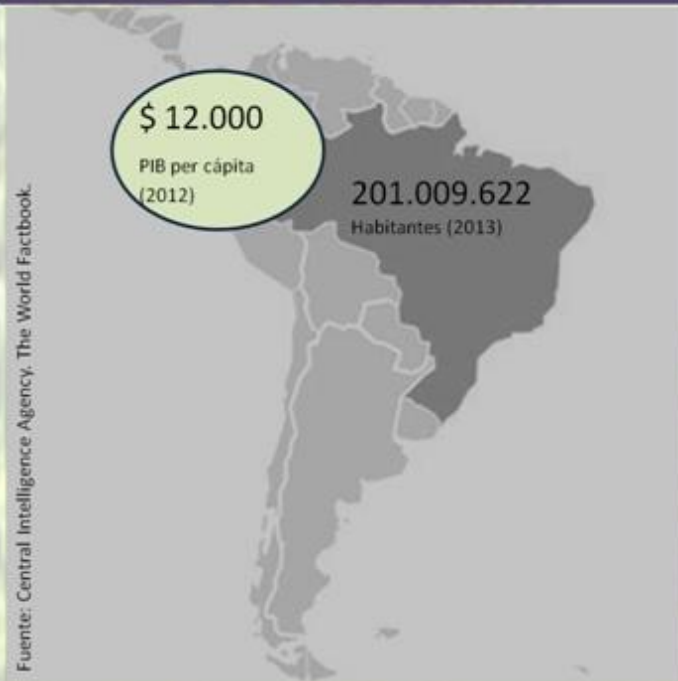 $ 12.000
PIB per cápita
(2012)
201.009.622
Habitantes (2013)
Fuente: Central Intelligence Agency. The World Factbook.